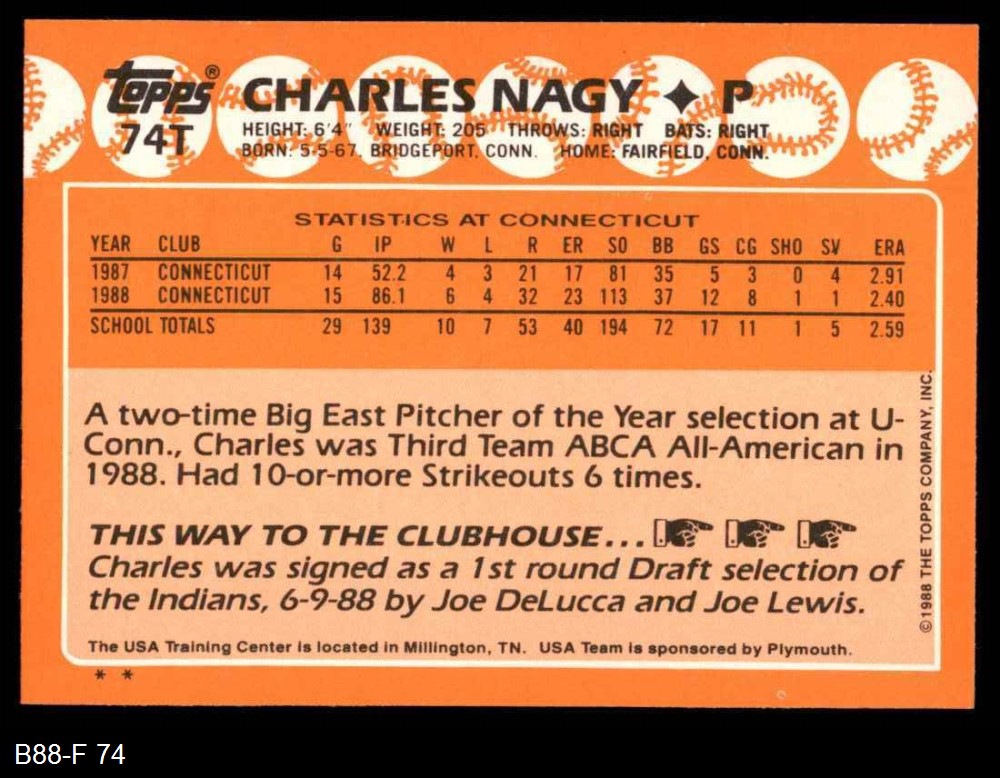 topps® CHARLES NAGY ✦ P
74T HEIGHT: 6'4" WEIGHT: 205 THROWS: RIGHT BATS: RIGHT
BORN: 5-5-67, BRIDGEPORT, CONN. HOME: FAIRFIELD, CONN.
STATISTICS AT CONNECTICUT
YEAR CLUB G IP W L R ER SO BB GS CG SHO SV ERA
1987 CONNECTICUT 14 52.2 4 3 21 17 81 35 5 3 0 4 2.91
1988 CONNECTICUT 15 86.1 6 4 32 23 113 37 12 8 1 1 2.40
SCHOOL TOTALS 29 139 10 7 53 40 194 72 17 11 1 5 2.59
A two-time Big East Pitcher of the Year selection at U-
Conn., Charles was Third Team ABCA All-American in
1988. Had 10-or-more Strikeouts 6 times.
THIS WAY TO THE CLUBHOUSE...
Charles was signed as a 1st round Draft selection of
the Indians, 6-9-88 by Joe DeLucca and Joe Lewis.
The USA Training Center is located in Millington, TN. USA Team is sponsored by Plymouth.
©1988 THE TOPPS COMPANY, INC.
* *
B88-F 74